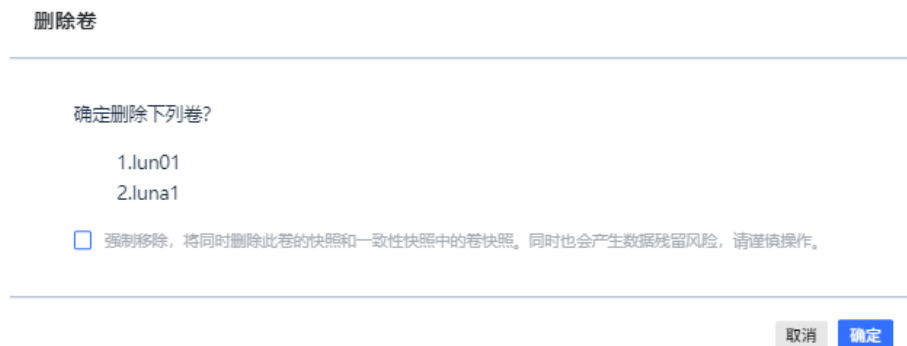 删除卷
确定删除下列卷？
1.lun01
2.luna1
强制移除，将同时删除此卷的快照和一致性快照中的卷快照。同时也会产生数据残留风险，请谨慎操作。
取消 确定